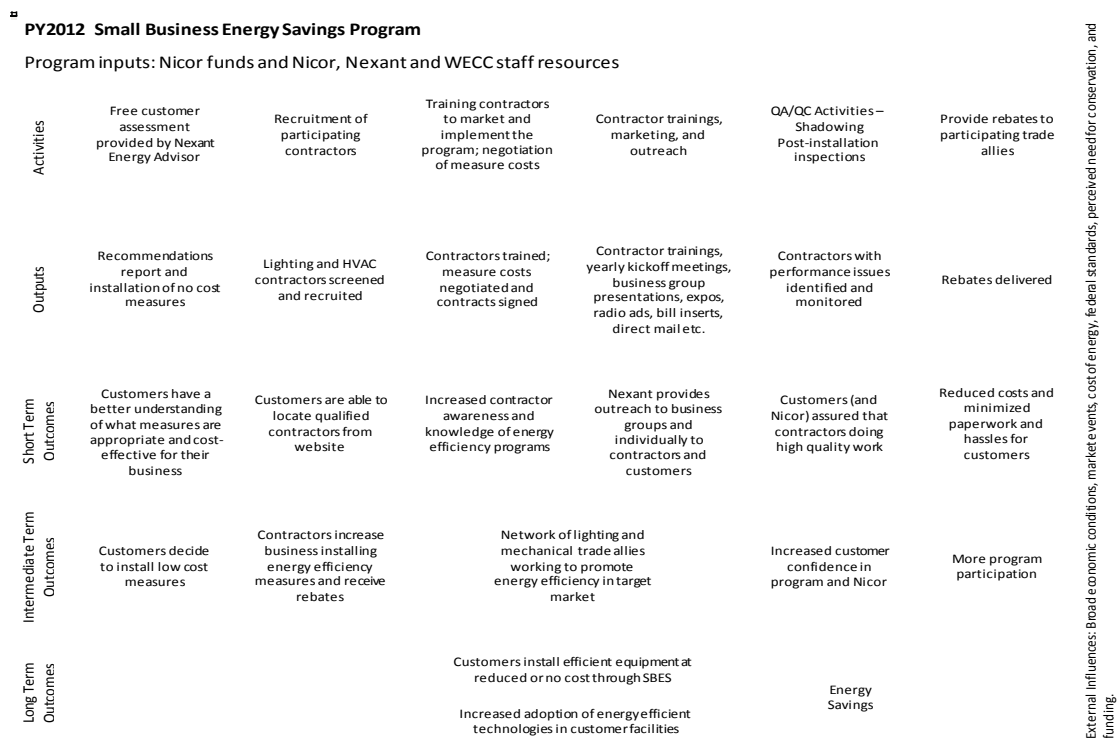 PY2012 Small Business Energy Savings Program
Program inputs: Nicor funds and Nicor, Nexant and WECC staff resources
Activities
Free customer
assessment
provided by Nexant
Energy Advisor
Recruitment of
participating
contractors
Training contractors
to market and
implement the
program; negotiation
of measure costs
Contractor trainings,
marketing, and
outreach
QA/QC Activities –
Shadowing
Post-installation
inspections
Provide rebates to
participating trade
allies
Outputs
Recommendations
report and
installation of no cost
measures
Lighting and HVAC
contractors screened
and recruited
Contractors trained;
measure costs
negotiated and
contracts signed
Contractor trainings,
yearly kickoff meetings,
business group
presentations, expos,
radio ads, bill inserts,
direct mail etc.
Contractors with
performance issues
identified and
monitored
Rebates delivered
Short Term
Outcomes
Customers have a
better understanding
of what measures are
appropriate and cost-
effective for their
business
Customers are able to
locate qualified
contractors from
website
Increased contractor
awareness and
knowledge of energy
efficiency programs
Nexant provides
outreach to business
groups and
individually to
contractors and
customers
Customers (and
Nicor) assured that
contractors doing
high quality work
Reduced costs and
minimized
paperwork and
hassles for
customers
Intermediate Term
Outcomes
Customers decide
to install low cost
measures
Contractors increase
business installing
energy efficiency
measures and receive
rebates
Network of lighting and
mechanical trade allies
working to promote
energy efficiency in target
market
Increased customer
confidence in
program and Nicor
More program
participation
Long Term
Outcomes
Customers install efficient equipment at
reduced or no cost through SBES
Increased adoption of energy efficient
technologies in customer facilities
Energy
Savings
External Influences: Broad economic conditions, market events, cost of energy, federal standards, perceived need for conservation, and
funding.